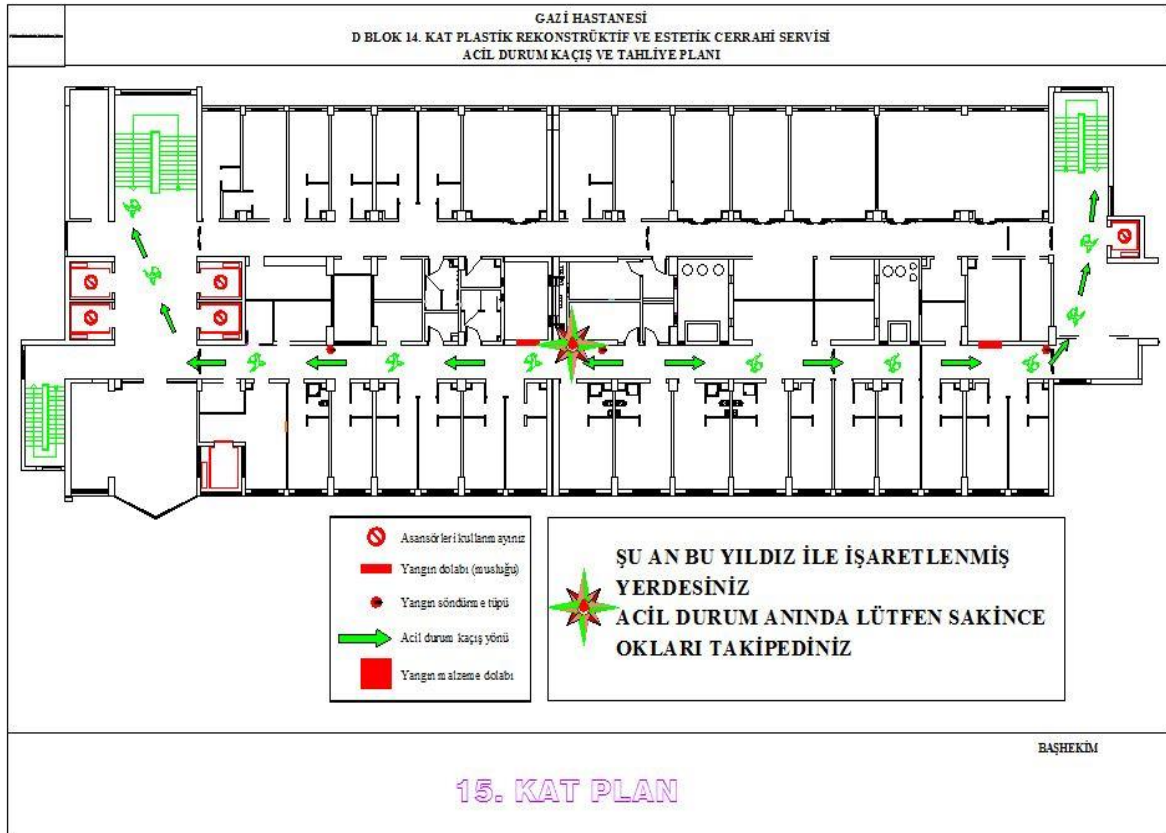 GAZİ HASTANESİ
D BLOK 14. KAT PLASTİK REKONSTRÜKTİF VE ESTETİK CERRAHİ SERVİSİ
ACİL DURUM KAÇIŞ VE TAHLİYE PLANI
Asansörleri kullanmayınız
Yangın dolabı (musluğu)
Yangın söndürme tüpü
Acil durum kaçış yönü
Yangın malzeme dolabı
ŞU AN BU YILDIZ İLE İŞARETLENMİŞ
YERDESİNİZ
ACİL DURUM ANINDA LÜTFEN SAKİNCE
OKLARI TAKİPEDİNİZ
BAŞHEKİM
15. KAT PLAN